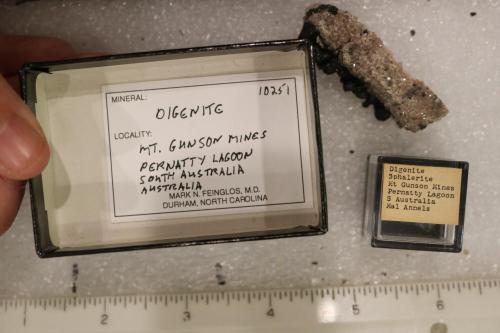 MINERAL: 10251
DIGENITE
LOCALITY:
MT. GUNSON MINES
PERNATTY LAGOON
SOUTH AUSTRALIA
AUSTRALIA
MARK N. FEINGLOS, M.D.
DURHAM, NORTH CAROLINA
Digenite
Sphalerite
Mt Gunson Mines
Pernatty Lagoon
S Australia
Mal Annels
1 2 3 4 5 6